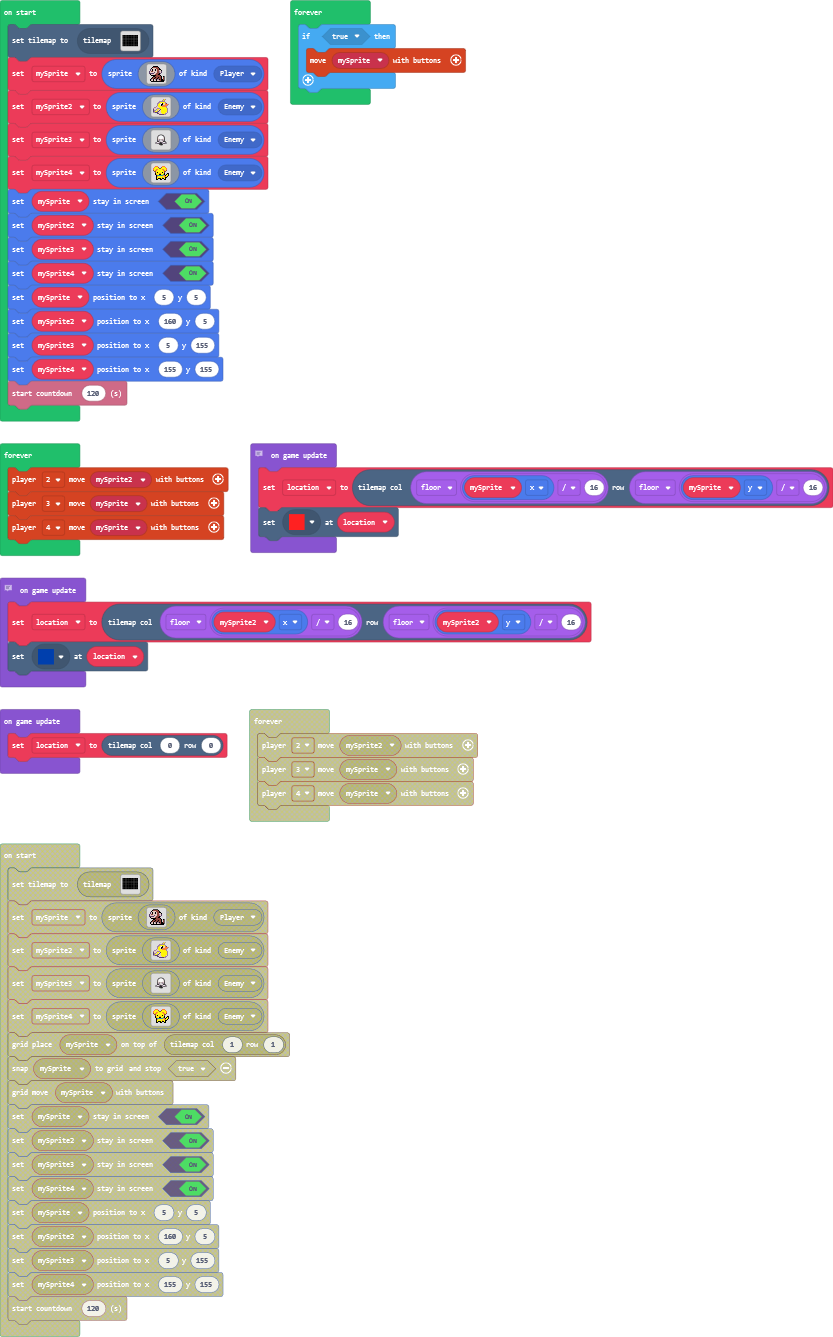 on start
set tilemap to tilemap
set mySprite to sprite of kind Player
set mySprite2 to sprite of kind Enemy
set mySprite3 to sprite of kind Enemy
set mySprite4 to sprite of kind Enemy
set mySprite stay in screen ON
set mySprite2 stay in screen ON
set mySprite3 stay in screen ON
set mySprite4 stay in screen ON
set mySprite position to x 5 y 5
set mySprite2 position to x 160 y 5
set mySprite3 position to x 5 y 155
set mySprite4 position to x 155 y 155
start countdown 120 (s)
forever
if true then
move mySprite with buttons
forever
player 2 move mySprite2 with buttons
player 3 move mySprite with buttons
player 4 move mySprite with buttons
on game update
set location to tilemap col floor mySprite x / 16 row floor mySprite y / 16
set at location
on game update
set location to tilemap col floor mySprite2 x / 16 row floor mySprite2 y / 16
set at location
on game update
set location to tilemap col 0 row 0
forever
player 2 move mySprite2 with buttons
player 3 move mySprite with buttons
player 4 move mySprite with buttons
on start
set tilemap to tilemap
set mySprite to sprite of kind Player
set mySprite2 to sprite of kind Enemy
set mySprite3 to sprite of kind Enemy
set mySprite4 to sprite of kind Enemy
grid place mySprite on top of tilemap col 1 row 1
snap mySprite to grid and stop true
grid move mySprite with buttons
set mySprite stay in screen ON
set mySprite2 stay in screen ON
set mySprite3 stay in screen ON
set mySprite4 stay in screen ON
set mySprite position to x 5 y 5
set mySprite2 position to x 160 y 5
set mySprite3 position to x 5 y 155
set mySprite4 position to x 155 y 155
start countdown 120 (s)